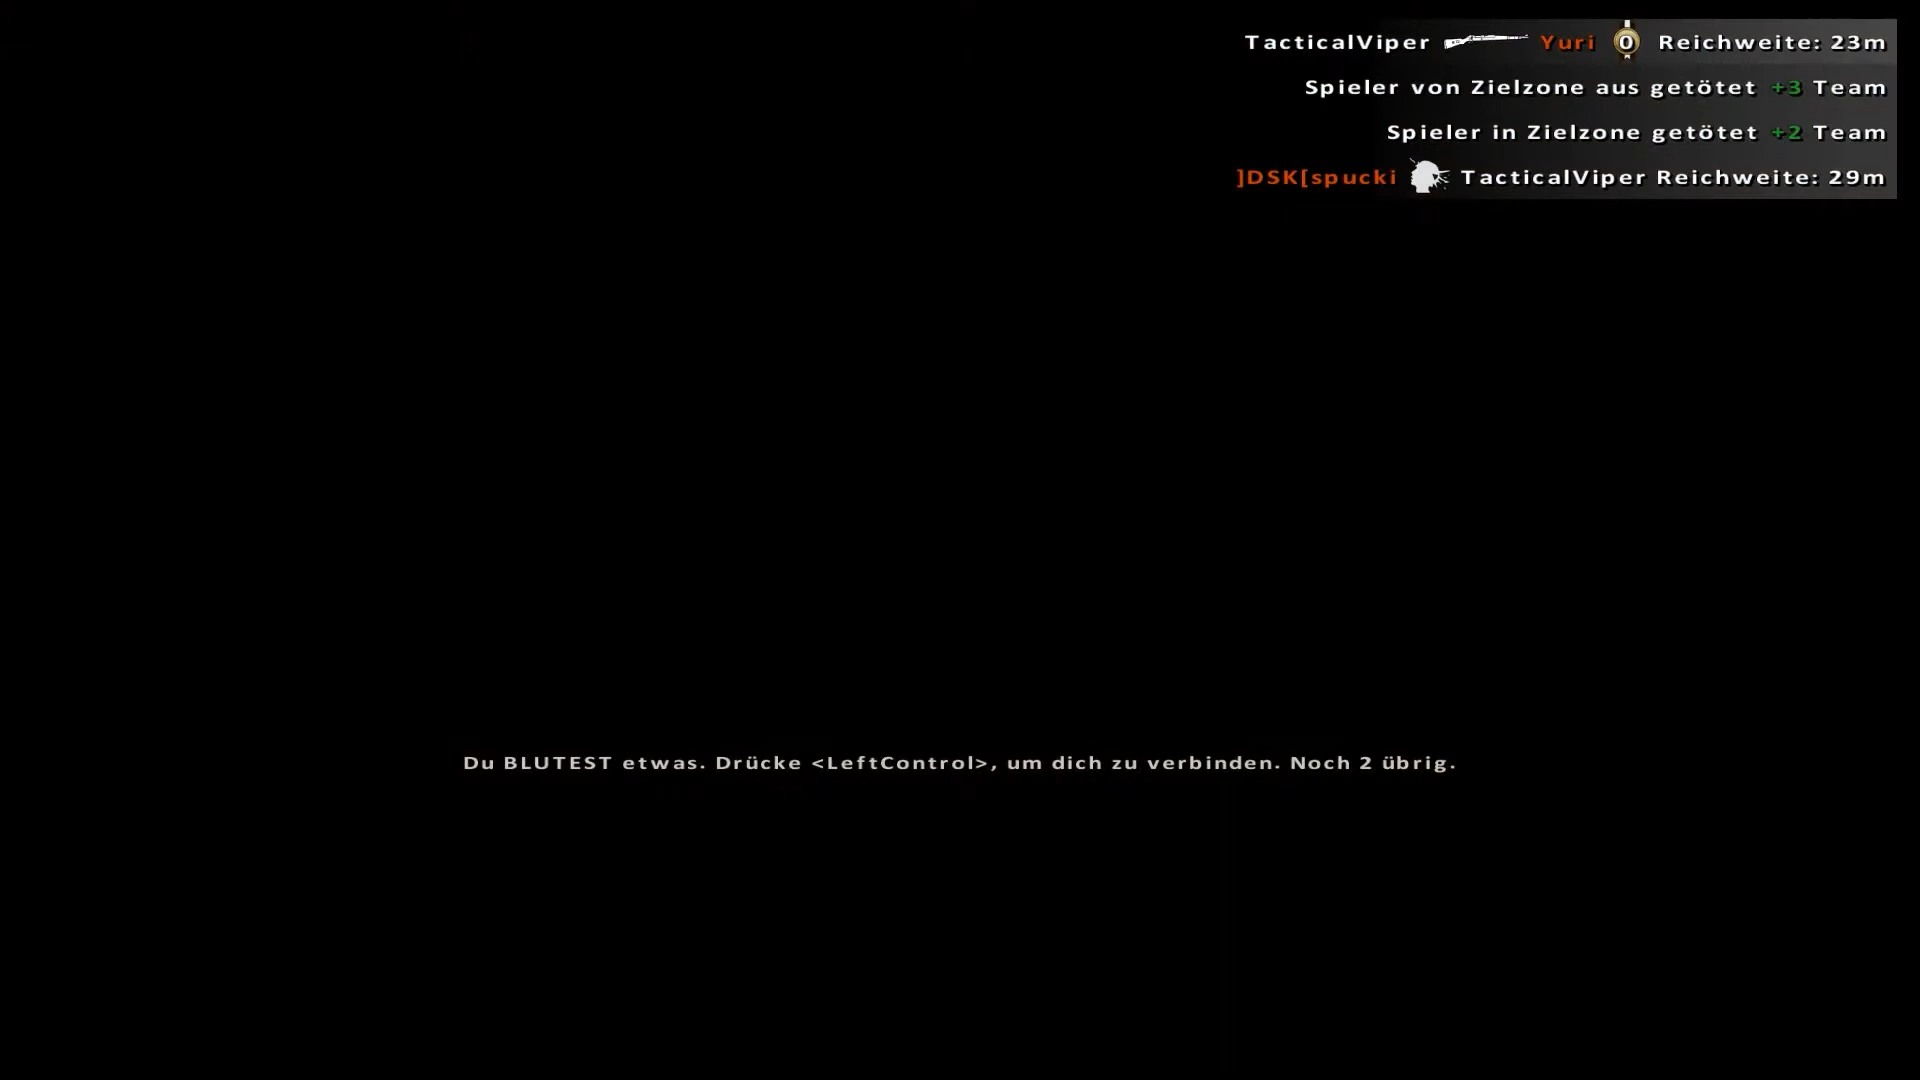 TacticalViper Yuri 0 Reichweite: 23m
Spieler von Zielzone aus getötet +3 Team
Spieler in Zielzone getötet +2 Team
]DSK[spucki TacticalViper Reichweite: 29m
Du BLUTEST etwas. Drücke <LeftControl>, um dich zu verbinden. Noch 2 übrig.